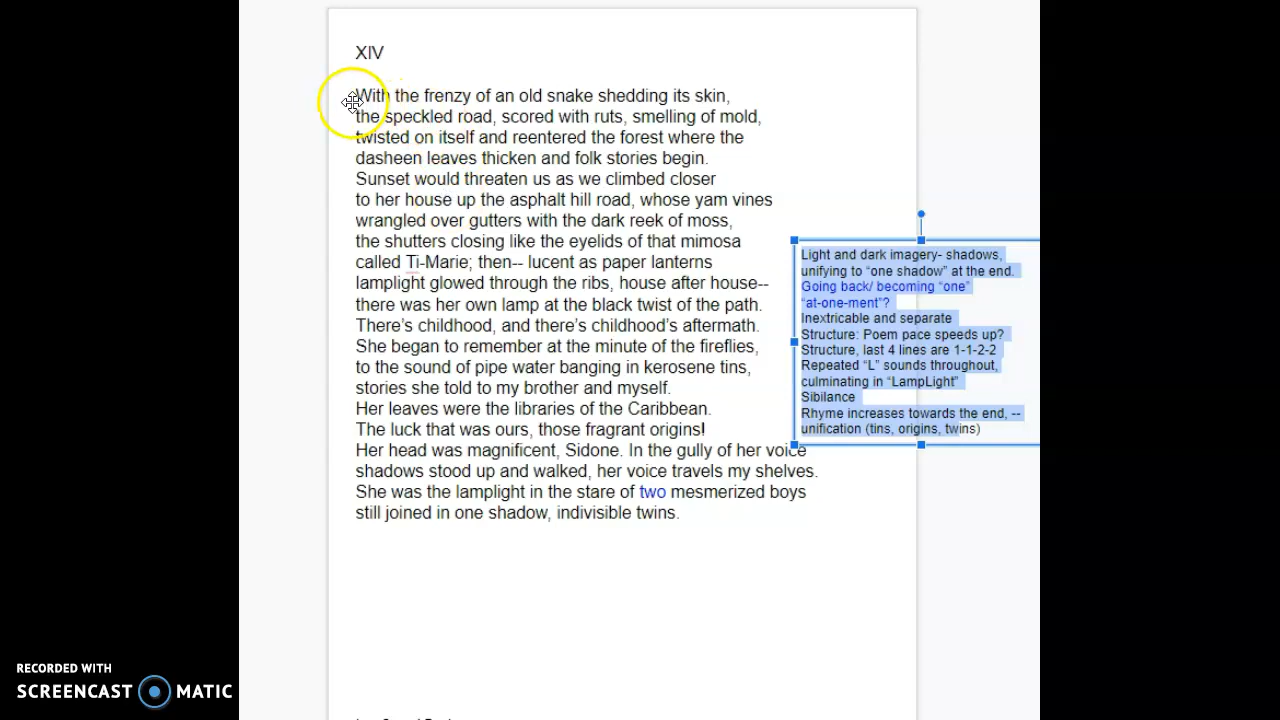 XIV
With the frenzy of an old snake shedding its skin,
the speckled road, scored with ruts, smelling of mold,
twisted on itself and reentered the forest where the
dasheen leaves thicken and folk stories begin.
Sunset would threaten us as we climbed closer
to her house up the asphalt hill road, whose yam vines
wrangled over gutters with the dark reek of moss,
the shutters closing like the eyelids of that mimosa
called Ti-Marie; then-- lucent as paper lanterns
lamplight glowed through the ribs, house after house--
there was her own lamp at the black twist of the path.
There's childhood, and there's childhood's aftermath.
She began to remember at the minute of the fireflies,
to the sound of pipe water banging in kerosene tins,
stories she told to my brother and myself.
Her leaves were the libraries of the Caribbean.
The luck that was ours, those fragrant origins!
Her head was magnificent, Sidone. In the gully of her voice
shadows stood up and walked, her voice travels my shelves.
She was the lamplight in the stare of two mesmerized boys
still joined in one shadow, indivisible twins.
Light and dark imagery- shadows,
unifying to “one shadow” at the end.
Going back/ becoming “one”
“at-one-ment”?
Inextricable and separate
Structure: Poem pace speeds up?
Structure, last 4 lines are 1-1-2-2
Repeated “L” sounds throughout,
culminating in “LampLight”
Sibilance
Rhyme increases towards the end, --
unification (tins, origins, twins)
RECORDED WITH
SCREENCAST MATIC